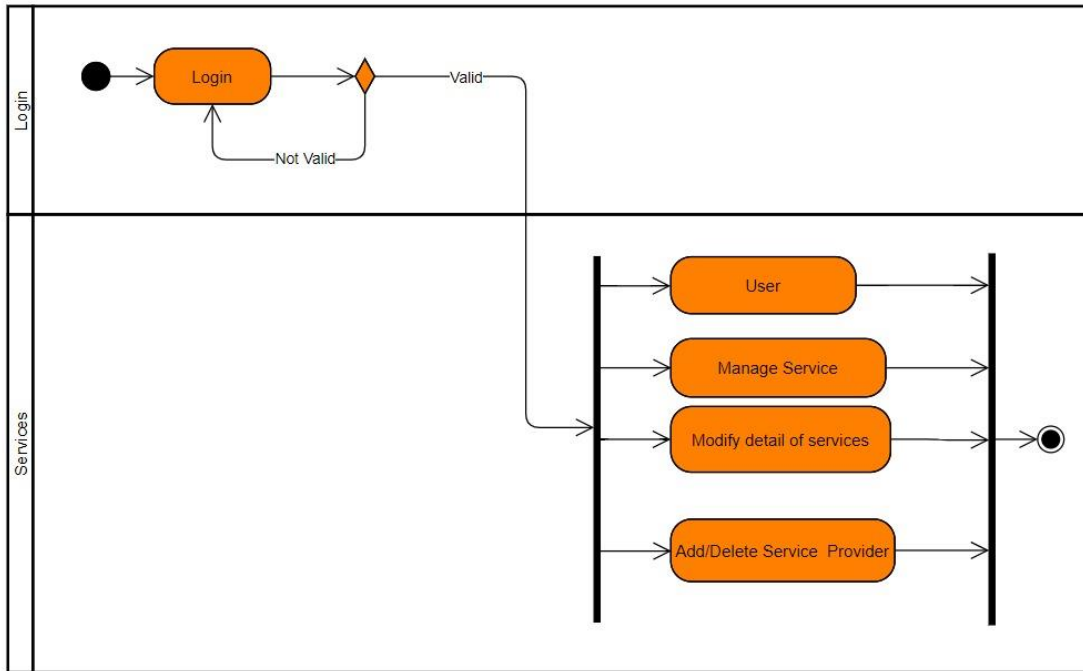 Login
Login
Valid
Not Valid
Services
User
Manage Service
Modify detail of services
Add/Delete Service  Provider